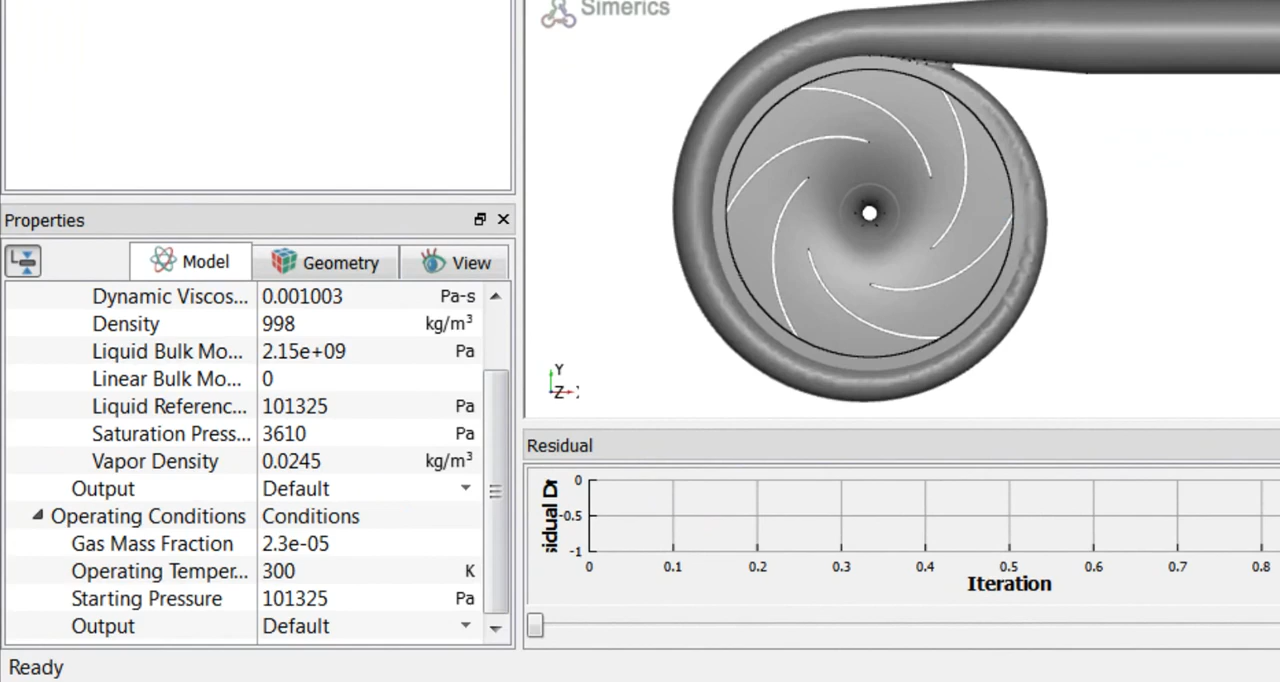 Simerics
Properties
Model Geometry View
Dynamic Viscos... 0.001003 Pa-s
Density 998 kg/m³
Liquid Bulk Mo... 2.15e+09 Pa
Linear Bulk Mo... 0
Liquid Referenc... 101325 Pa
Saturation Press... 3610 Pa
Vapor Density 0.0245 kg/m³
Output Default
Operating Conditions Conditions
Gas Mass Fraction 2.3e-05
Operating Temper... 300 K
Starting Pressure 101325 Pa
Output Default
Ready
Y
Z
Residual
0
-0.5
-1
0 0.1 0.2 0.3 0.4 0.5 0.6 0.7 0.8
Iteration